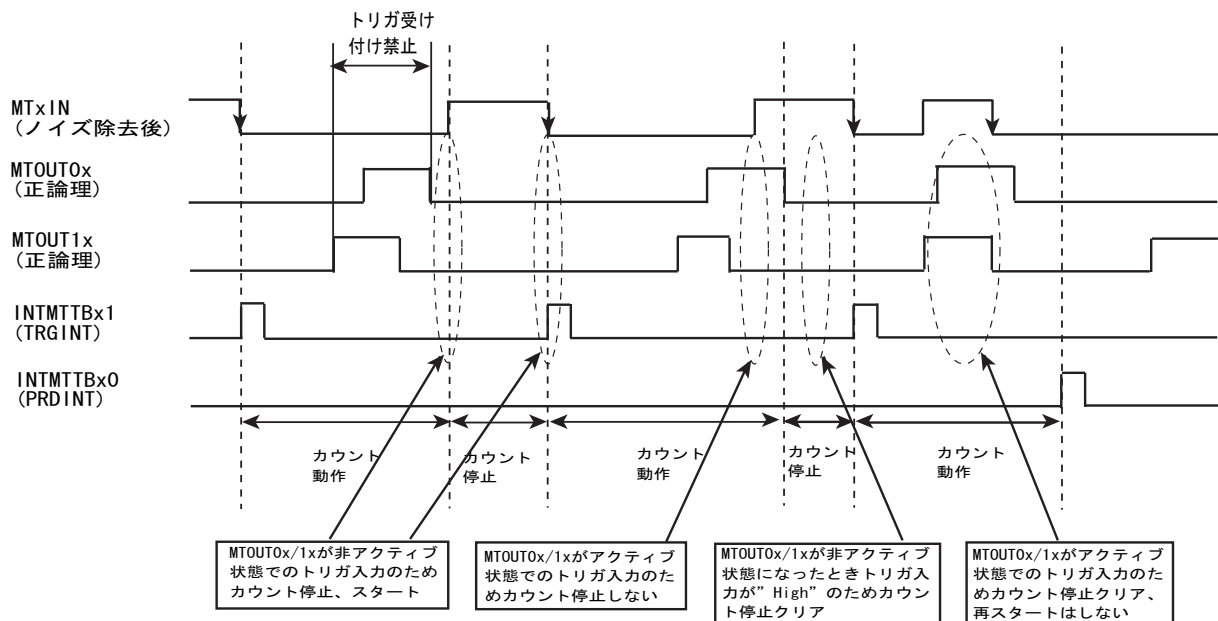 トリガ受け
付け禁止
MTxIN
(ノイズ除去後)
MTOUT0x
(正論理)
MTOUT1x
(正論理)
INTMTTBx1
(TRGINT)
INTMTTBx0
(PRDINT)
カウント
動作
カウント
停止
カウント
動作
カウント
停止
カウント
動作
MTOUT0x/1xが非アクティブ
状態でのトリガ入力のため
カウント停止、スタート
MTOUT0x/1xがアクティブ
状態でのトリガ入力のた
めカウント停止しない
MTOUT0x/1xが非アクティブ
状態になったときトリガ入
力が”High”のためカウン
ト停止クリア
MTOUT0x/1xがアクティブ
状態でのトリガ入力のた
めカウント停止クリア、
再スタートはしない